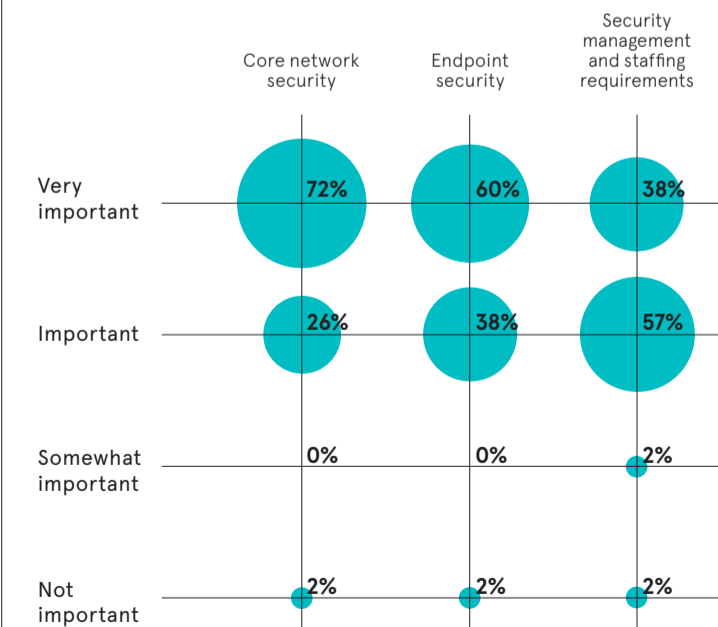 Core network
security
Endpoint
security
Security
management
and staffing
requirements
Very
important
72%
60%
38%
Important
26%
38%
57%
Somewhat
important
0%
0%
2%
Not
important
2%
2%
2%